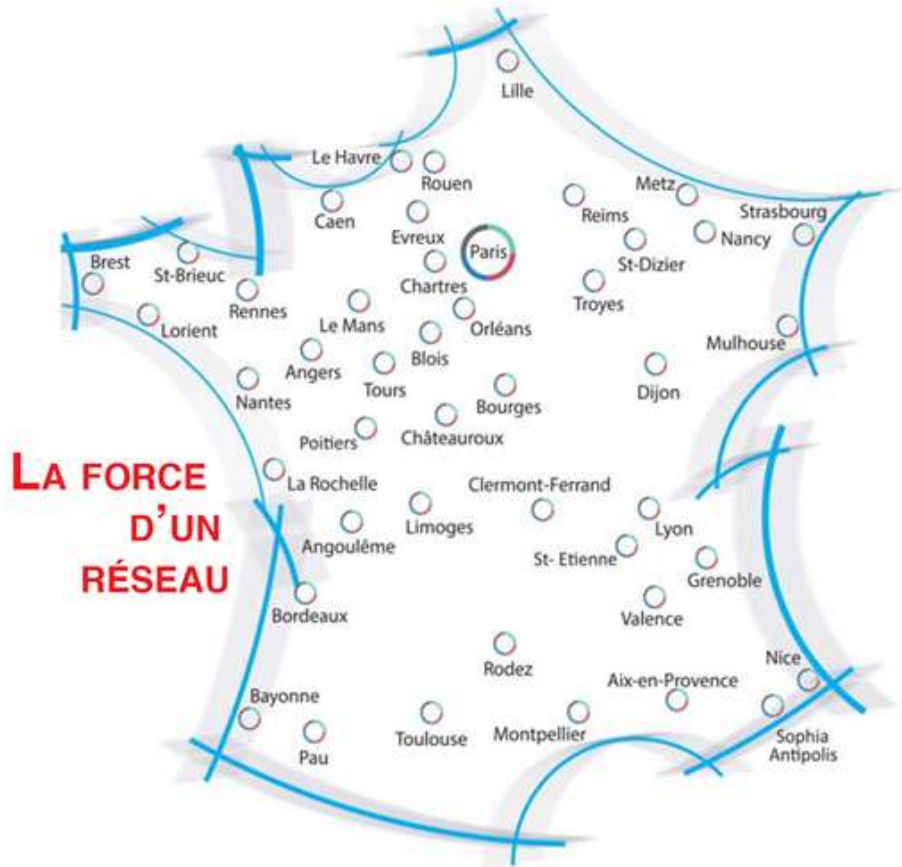 Lille
Le Havre
Rouen
Caen
Evreux
Paris
Chartres
Reims
Metz
Nancy
Strasbourg
St-Dizier
Troyes
Brest
St-Brieuc
Rennes
Lorient
Le Mans
Orléans
Blois
Angers
Tours
Nantes
Mulhouse
Dijon
Bourges
Châteauroux
Poitiers
La Rochelle
LA FORCE
D'UN
RÉSEAU
Angoulême
Limoges
Clermont-Ferrand
Lyon
St- Etienne
Grenoble
Valence
Bordeaux
Rodez
Bayonne
Pau
Toulouse
Montpellier
Aix-en-Provence
Nice
Sophia
Antipolis